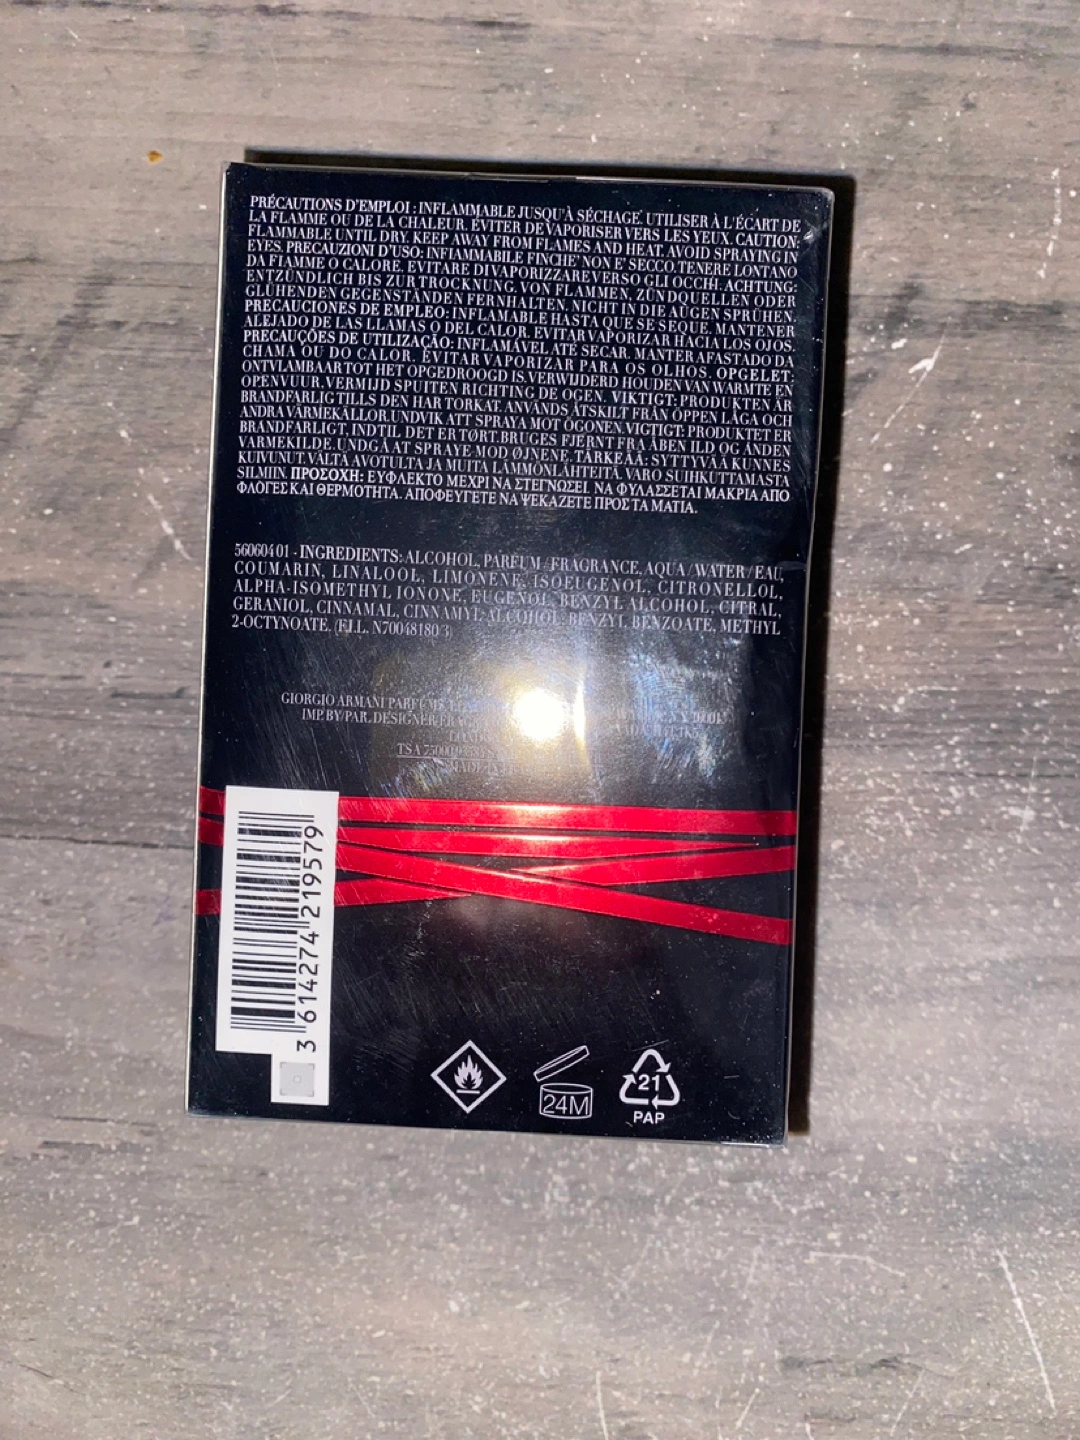 PRÉCAUTIONS D'EMPLOI : INFLAMMABLE JUSQU'À SÉCHAGE. UTILISER À L'ÉCART DE
LA FLAMME OU DE LA CHALEUR. ÉVITER DE VAPORISER VERS LES YEUX. CAUTION:
FLAMMABLE UNTIL DRY. KEEP AWAY FROM FLAMES AND HEAT. AVOID SPRAYING IN
EYES. PRECAUZIONI D'USO: INFIAMMABILE FINCHE' NON E' SECCO. TENERE LONTANO
DA FIAMME O CALORE. EVITARE DI VAPORIZZARE VERSO GLI OCCHI. ACHTUNG:
ENTZÜNDLICH BIS ZUR TROCKNUNG. VON FLAMMEN, ZÜNDQUELLEN ODER
GLÜHENDEN GEGENSTÄNDEN FERNHALTEN. NICHT IN DIE AUGEN SPRÜHEN.
PRECAUCIONES DE EMPLEO: INFLAMABLE HASTA QUE SE SEQUE. MANTENER
ALEJADO DE LAS LLAMAS O DEL CALOR. EVITAR VAPORIZAR HACIA LOS OJOS.
PRECAUÇÕES DE UTILIZAÇÃO: INFLAMÁVEL ATÉ SECAR. MANTER AFASTADO DA
CHAMA OU DO CALOR. EVITAR VAPORIZAR PARA OS OLHOS. OPGELET:
ONTVLAMBAAR TOT HET OPGEDROOGD IS. VERWIJDERD HOUDEN VAN WARMTE EN
OPENVUUR. VERMIJD SPUITEN RICHTING DE OGEN. VIKTIGT: PRODUKTEN ÄR
BRANDFARLIG TILLS DEN HAR TORKAT. ANVÄNDS ÅTSKILT FRÅN ÖPPEN LÅGA OCH
ANDRA VÄRMEKÄLLOR. UNDVIK ATT SPRAYA MOT ÖGONEN. VIGTIGT: PRODUKTET ER
BRANDFARLIGT, INDTIL DET ER TØRT. BRUGES FJERNT FRA ÅBEN ILD OG ANDEN
VARMEKILDE. UNDGÅ AT SPRAYE MOD ØJNENE. TÄRKEÄÄ: SYTTYVÄÄ KUNNES
KUIVUNUT. VÄLTÄ AVOTULTA JA MUITA LÄMMÖNLÄHTEITÄ. VARO SUIHKUTTAMASTA
SILMIIN. ΠΡΟΣΟΧΗ: ΕΥΦΛΕΚΤΟ ΜΕΧΡΙ ΝΑ ΣΤΕΓΝΩΣΕΙ. ΝΑ ΦΥΛΑΣΣΕΤΑΙ ΜΑΚΡΙΑ ΑΠΟ
ΦΛΟΓΕΣ ΚΑΙ ΘΕΡΜΟΤΗΤΑ. ΑΠΟΦΕΥΓΕΤΕ ΝΑ ΨΕΚΑΖΕΤΕ ΠΡΟΣ ΤΑ ΜΑΤΙΑ.
560604 01 - INGREDIENTS: ALCOHOL, PARFUM / FRAGRANCE, AQUA / WATER / EAU,
COUMARIN, LINALOOL, LIMONENE, ISOEUGENOL, CITRONELLOL,
ALPHA-ISOMETHYL IONONE, EUGENOL, BENZYL ALCOHOL, CITRAL,
GERANIOL, CINNAMAL, CINNAMYL ALCOHOL, BENZYL BENZOATE, METHYL
2-OCTYNOATE. (F.I.L. N70048180/3)
GIORGIO ARMANI PARFUMS,
IMP. BY/PAR. DESIGNER
TSA 75000
MADE IN
3 614274 219579
24M
21
PAP